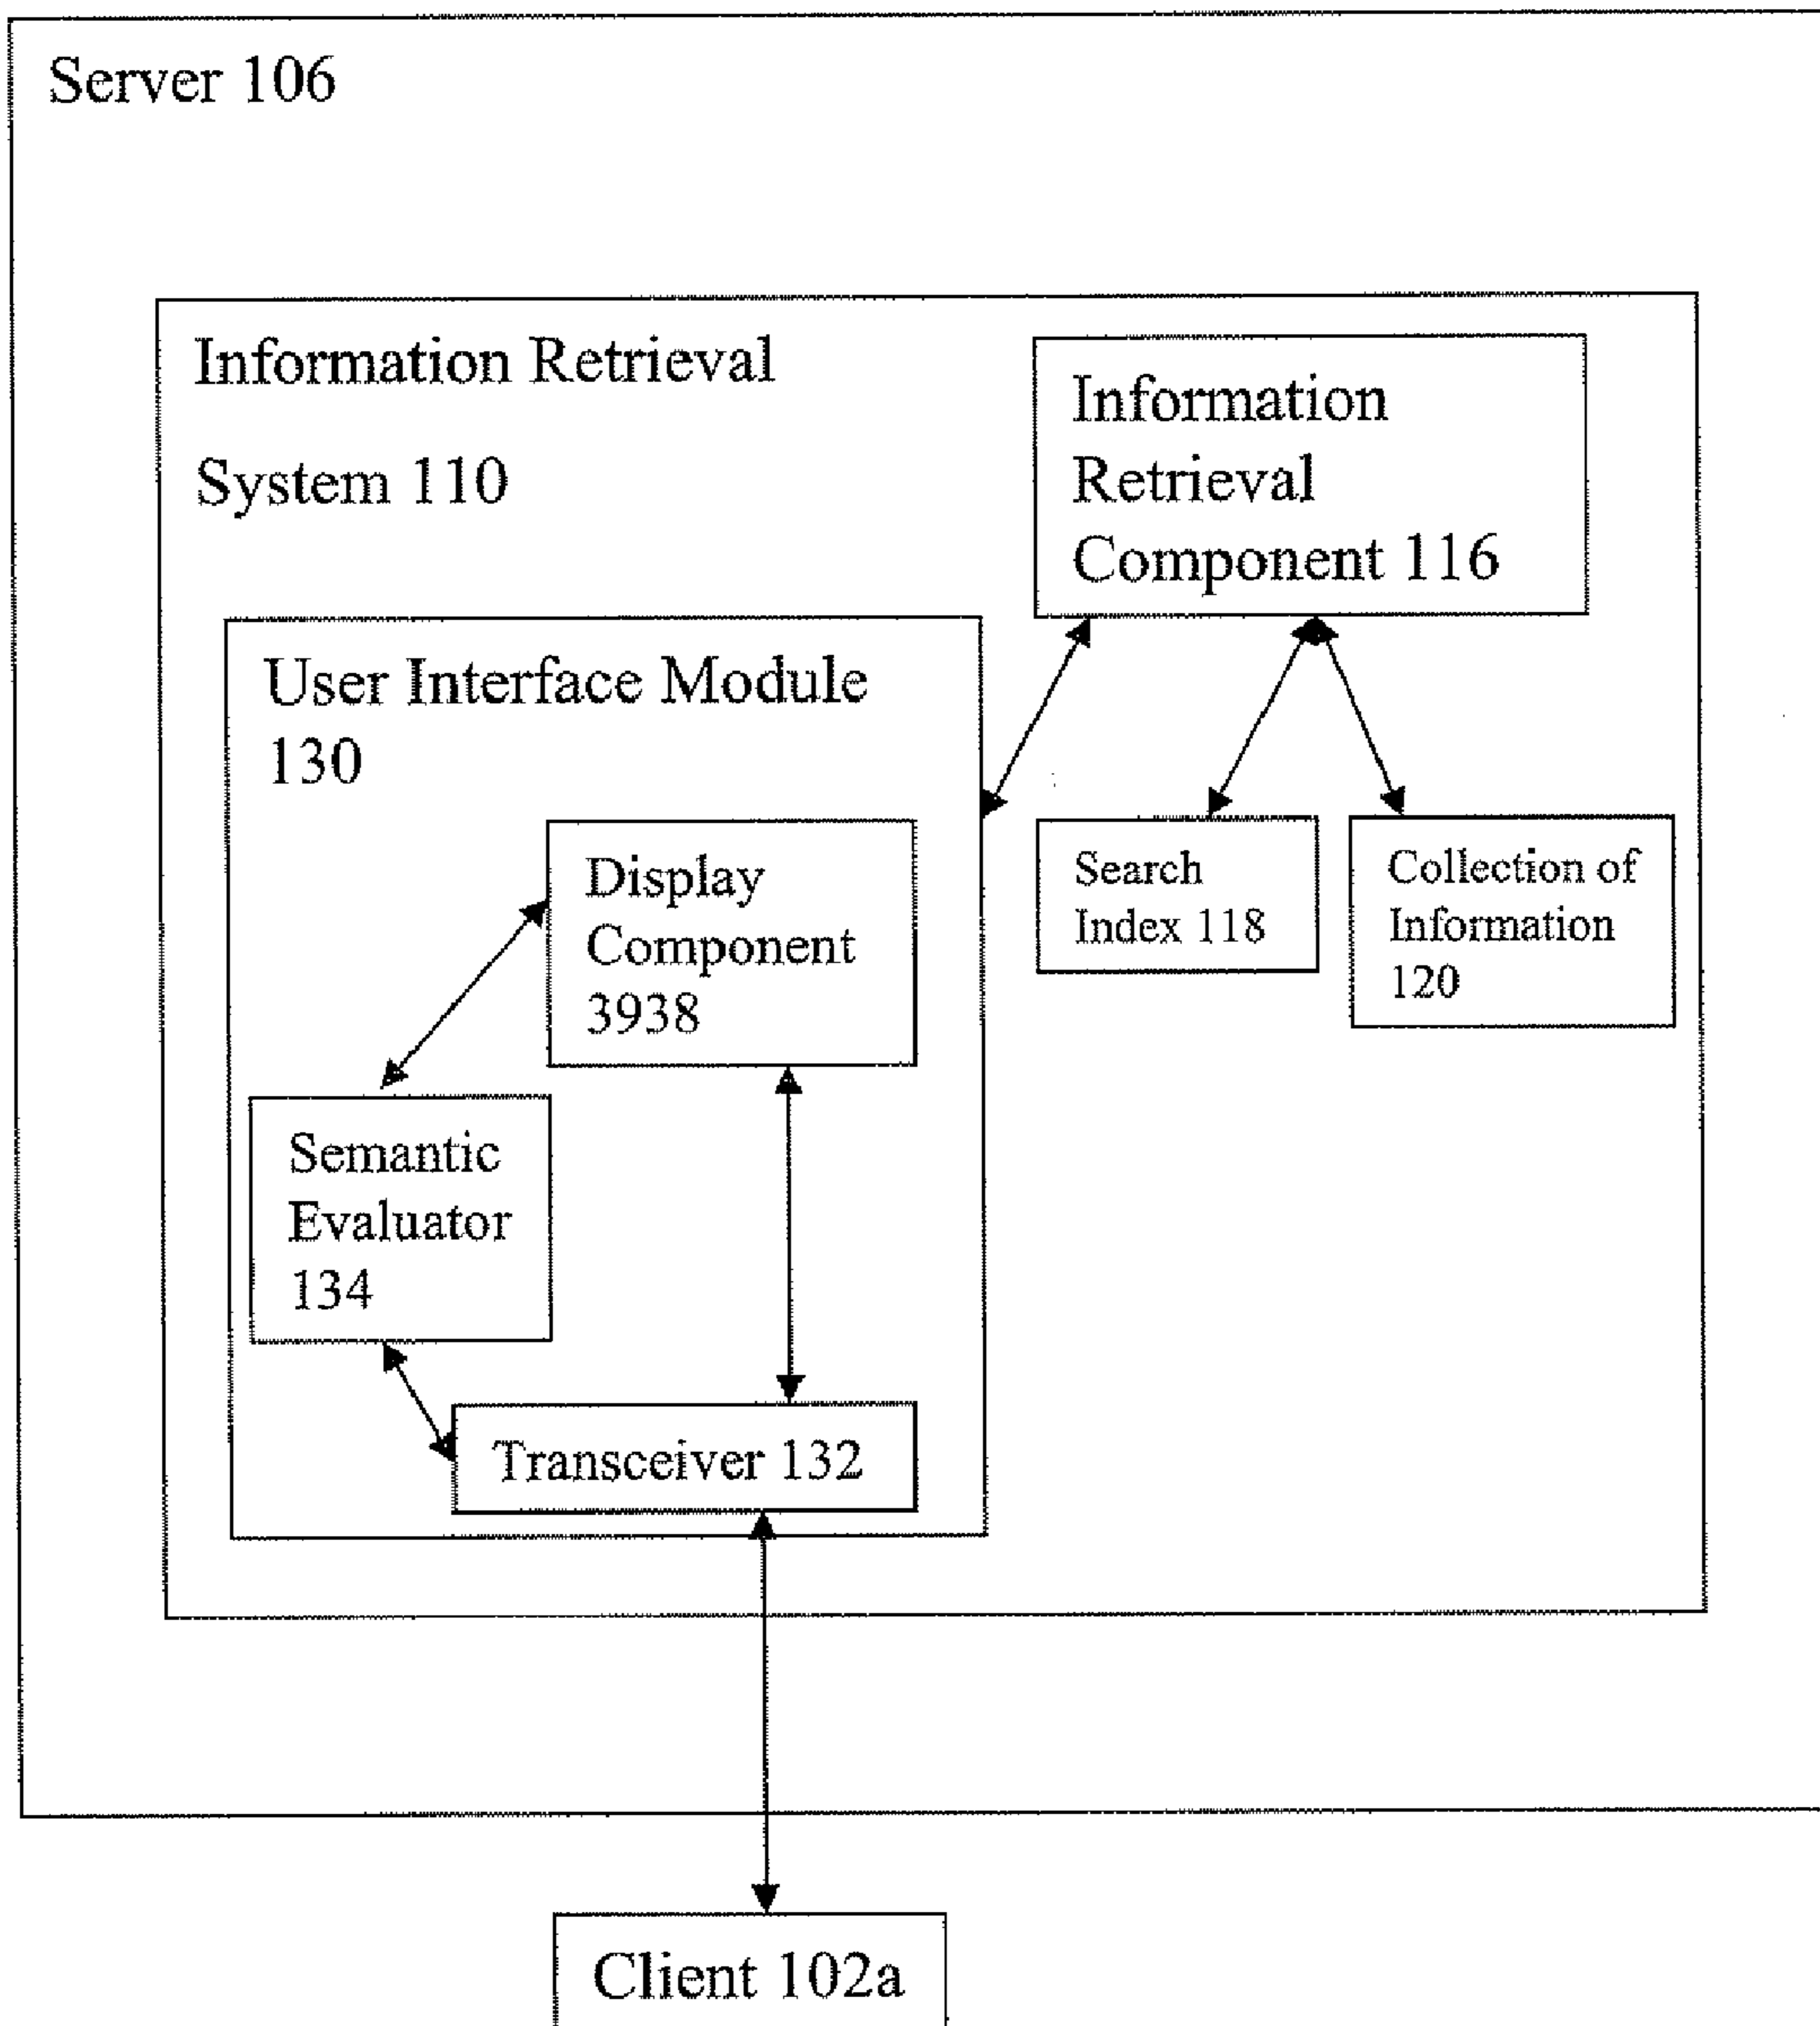 Server 106
Information Retrieval
System 110
Information
Retrieval
Component 116
User Interface Module
130
Display
Component
3938
Search
Index 118
Collection of
Information
120
Semantic
Evaluator
134
Transceiver 132
Client 102a